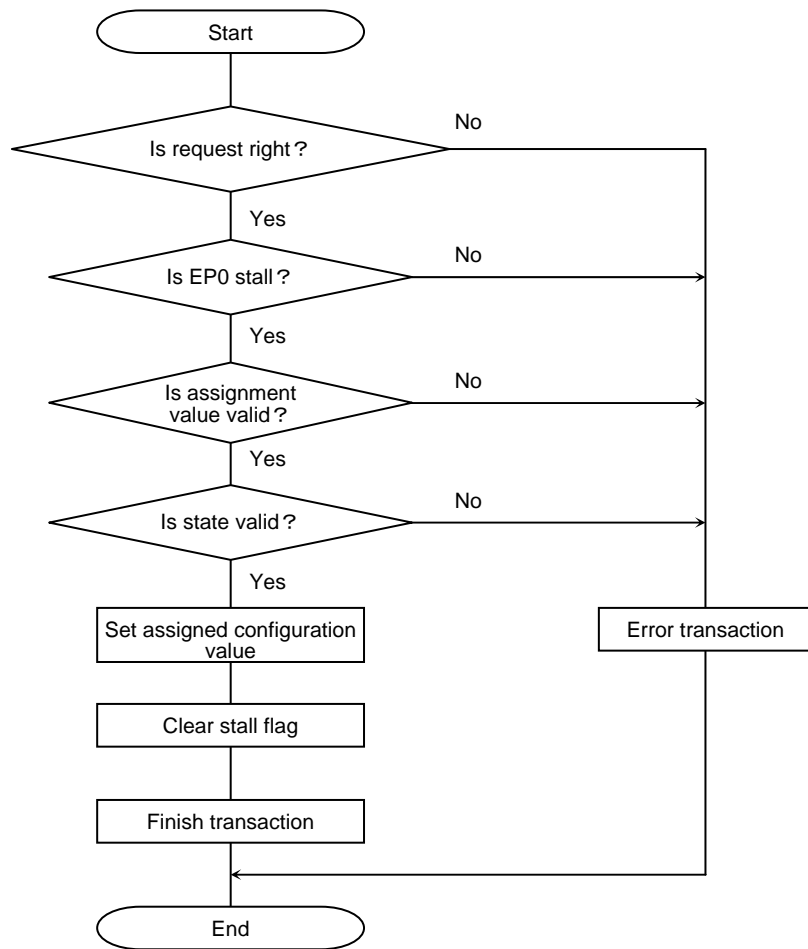 Start
No
Is request right?
Yes
No
Is EP0 stall?
Yes
No
Is assignment
value valid?
Yes
No
Is state valid?
Yes
Set assigned configuration
value
Error transaction
Clear stall flag
Finish transaction
End